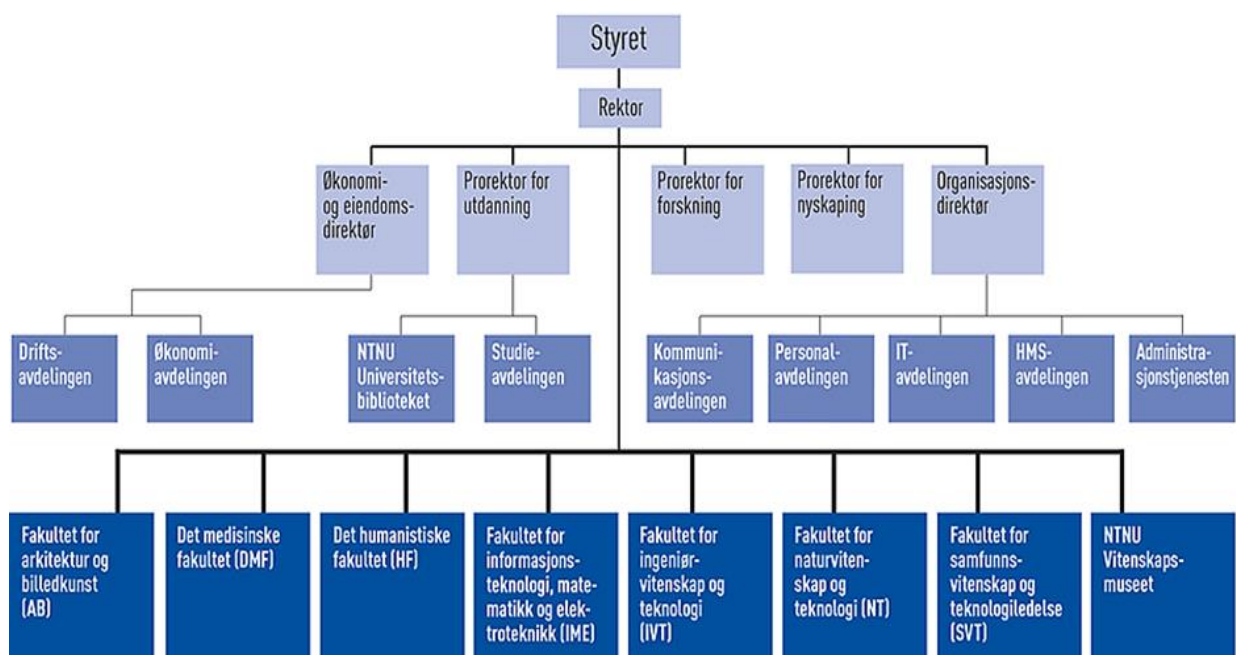 Styret
Rektor
Økonomi-
og eiendoms-
direktør
Prorektor for
utdanning
Prorektor for
forskning
Prorektor for
nyskaping
Organisasjons-
direktør
Drifts-
avdelingen
Økonomi-
avdelingen
NTNU
Universitets-
biblioteket
Studie-
avdelingen
Kommuni-
kasjons-
avdelingen
Personal-
avdelingen
IT-
avdelingen
HMS-
avdelingen
Administra-
sjonstjenesten
Fakultet for
arkitektur og
billedkunst
(AB)
Det medisinske
fakultet (DMF)
Det humanistiske
fakultet (HF)
Fakultet for
informasjons-
teknologi, mate-
matikk og elek-
troteknikk (IME)
Fakultet for
ingeniør-
vitenskap og
teknologi
(IVT)
Fakultet for
naturviten-
skap og
teknologi (NT)
Fakultet for
samfunns-
vitenskap og
teknologiledelse
(SVT)
NTNU
Vitenskaps-
museet